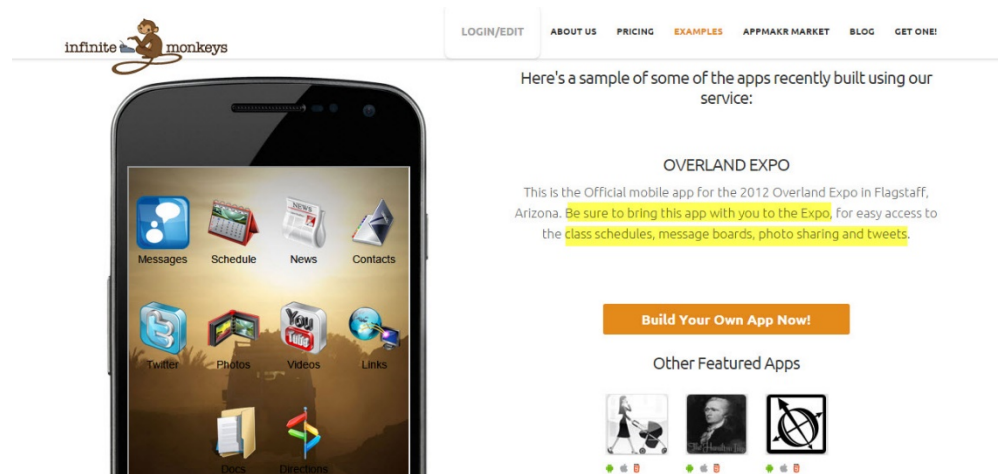 infinite monkeys
LOGIN/EDIT ABOUT US PRICING EXAMPLES APPMAKR MARKET BLOG GET ONE!
Here's a sample of some of the apps recently built using our
service:
OVERLAND EXPO
This is the Official mobile app for the 2012 Overland Expo in Flagstaff,
Arizona. Be sure to bring this app with you to the Expo, for easy access to
the class schedules, message boards, photo sharing and tweets.
Build Your Own App Now!
Other Featured Apps
NEWS
Messages Schedule News Contacts
You
Tube
Twitter Photos Videos Links
Docs Directions